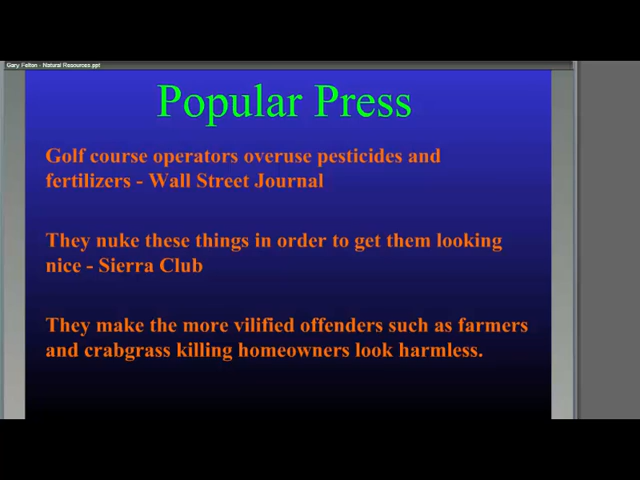 Gary Felton - Natural Resources.ppt
Popular Press
Golf course operators overuse pesticides and
fertilizers - Wall Street Journal
They nuke these things in order to get them looking
nice - Sierra Club
They make the more vilified offenders such as farmers
and crabgrass killing homeowners look harmless.